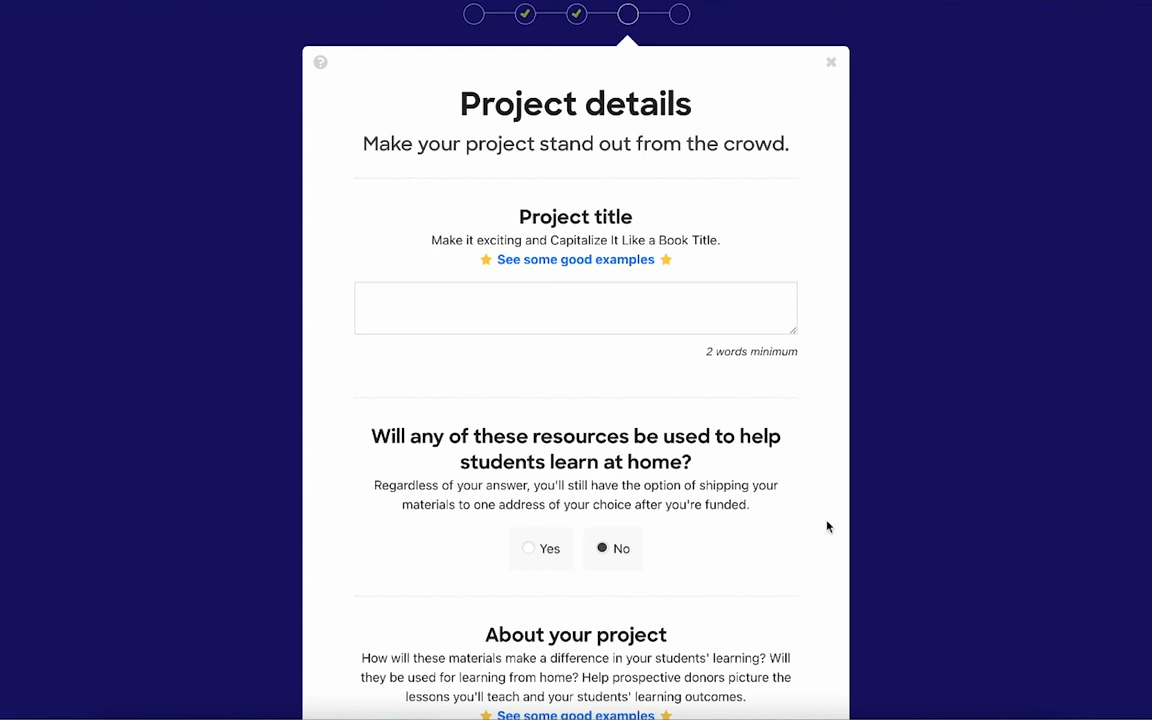 Project details
Make your project stand out from the crowd.
Project title
Make it exciting and Capitalize It Like a Book Title.
See some good examples
2 words minimum
Will any of these resources be used to help
students learn at home?
Regardless of your answer, you'll still have the option of shipping your
materials to one address of your choice after you're funded.
Yes No
About your project
How will these materials make a difference in your students' learning? Will
they be used for learning from home? Help prospective donors picture the
lessons you'll teach and your students' learning outcomes.
See some good examples